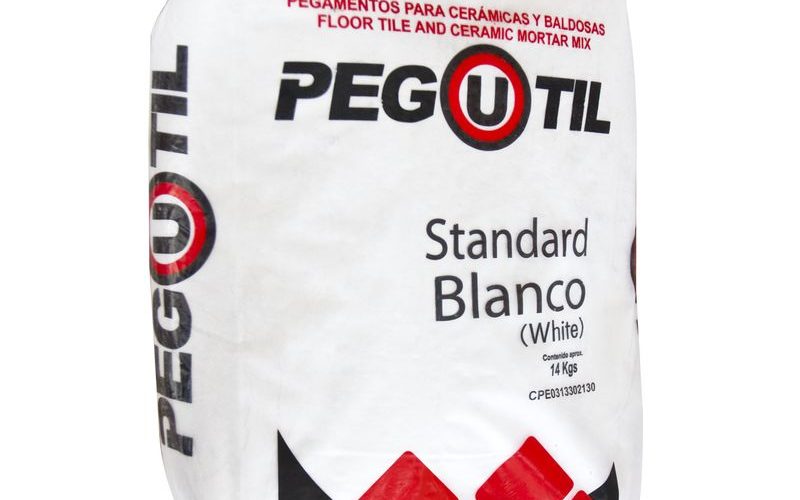 PEGAMENTOS PARA CERÁMICAS Y BALDOSAS
FLOOR TILE AND CERAMIC MORTAR MIX
PEGUTIL
Standard
Blanco
(White)
Contenido aprox.
14 Kgs
CPE0313302130
PEGUTIL